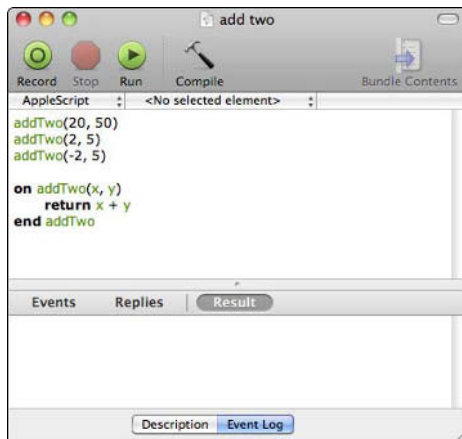 add two
Record Stop Run Compile Bundle Contents
AppleScript <No selected element>
addTwo(20, 50)
addTwo(2, 5)
addTwo(-2, 5)
on addTwo(x, y)
return x + y
end addTwo
Events Replies Result
Description Event Log